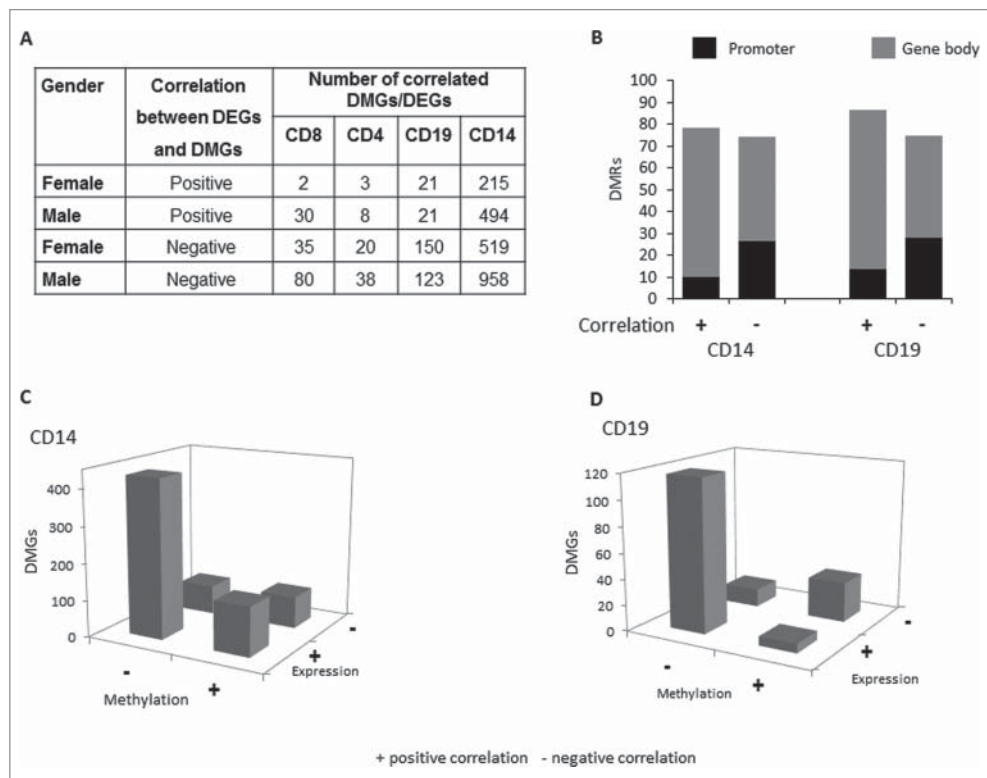 A
Gender Correlation between DEGs and DMGs Number of correlated DMGs/DEGs
CD8 CD4 CD19 CD14
Female Positive 2 3 21 215
Male Positive 30 8 21 494
Female Negative 35 20 150 519
Male Negative 80 38 123 958
B
Promoter Gene body
DMRs
100
90
80
70
60
50
40
30
20
10
0
Correlation + - + -
CD14 CD19
C
CD14
DMGs
400
300
200
100
0
- +
Methylation
+ -
Expression
D
CD19
DMGs
120
100
80
60
40
20
0
- +
Methylation
+ -
Expression
+ positive correlation - negative correlation